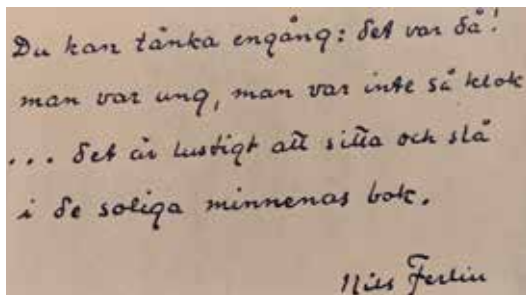 Du kan tänka engång: det var då!
man var ung, man var inte så klok
... det är lustigt att sitta och slå
i de soliga minnenas bok.
Nils Ferlin